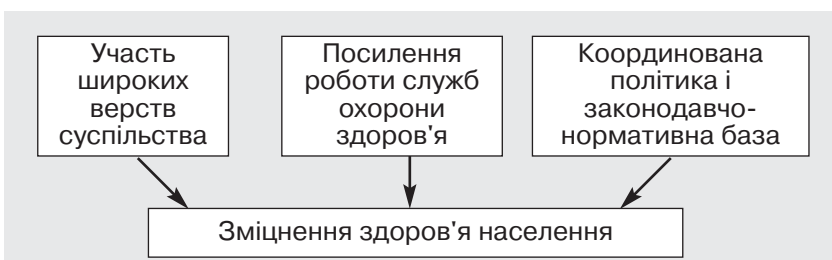 Участь
широких
верств
суспільства
Посилення
роботи служб
охорони
здоров'я
Координована
політика і
законодавчо-
нормативна база
Зміцнення здоров'я населення